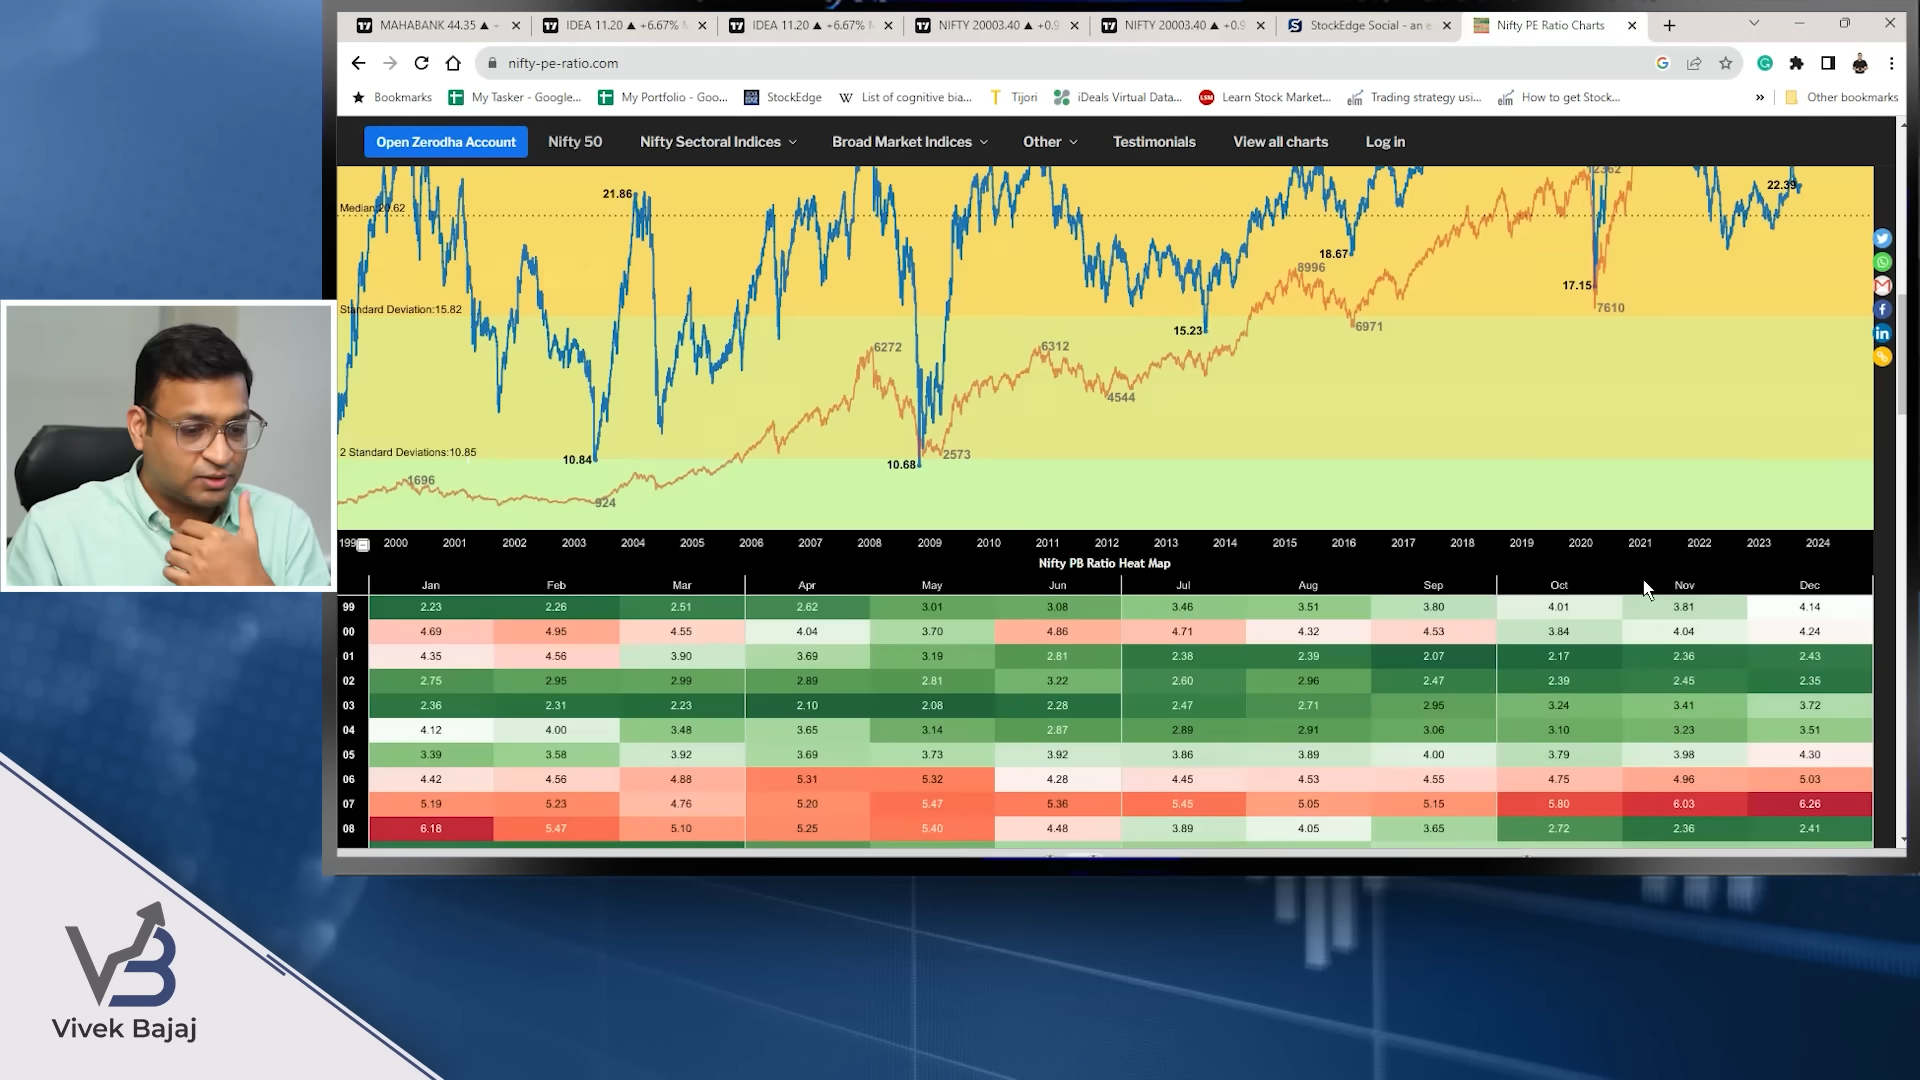 MAHABANK 44.35 ▲ +
IDEA 11.20 ▲ +6.67%
IDEA 11.20 ▲ +6.67%
NIFTY 20003.40 ▲ +0.9
NIFTY 20003.40 ▲ +0.9
StockEdge Social - an e
Nifty PE Ratio Charts
nifty-pe-ratio.com
Bookmarks
My Tasker - Google...
My Portfolio - Goo...
StockEdge
List of cognitive bia...
Tijori
iDeals Virtual Data...
Learn Stock Market...
Trading strategy usi...
How to get Stock...
»
Other bookmarks
Open Zerodha Account
Nifty 50
Nifty Sectoral Indices
Broad Market Indices
Other
Testimonials
View all charts
Log in
12362
22.39
21.86
Median:20.62
18.67
8996
17.15
7610
Standard Deviation:15.82
15.23
6971
6272
6312
4544
2 Standard Deviations:10.85
10.84
10.68
2573
1696
924
199 2000 2001 2002 2003 2004 2005 2006 2007 2008 2009 2010 2011 2012 2013 2014 2015 2016 2017 2018 2019 2020 2021 2022 2023 2024
Nifty PB Ratio Heat Map
Jan Feb Mar Apr May Jun Jul Aug Sep Oct Nov Dec
99 2.23 2.26 2.51 2.62 3.01 3.08 3.46 3.51 3.80 4.01 3.81 4.14
00 4.69 4.95 4.55 4.04 3.70 4.86 4.71 4.32 4.53 3.84 4.04 4.24
01 4.35 4.56 3.90 3.69 3.19 2.81 2.38 2.39 2.07 2.17 2.36 2.43
02 2.75 2.95 2.99 2.89 2.81 3.22 2.60 2.96 2.47 2.39 2.45 2.35
03 2.36 2.31 2.23 2.10 2.08 2.28 2.47 2.71 2.95 3.24 3.41 3.72
04 4.12 4.00 3.48 3.65 3.14 2.87 2.89 2.91 3.06 3.10 3.23 3.51
05 3.39 3.58 3.92 3.69 3.73 3.92 3.86 3.89 4.00 3.79 3.98 4.30
06 4.42 4.56 4.88 5.31 5.32 4.28 4.45 4.53 4.55 4.75 4.96 5.03
07 5.19 5.23 4.76 5.20 5.47 5.36 5.45 5.05 5.15 5.80 6.03 6.26
08 6.18 5.47 5.10 5.25 5.40 4.48 3.89 4.05 3.65 2.72 2.36 2.41
VB
Vivek Bajaj